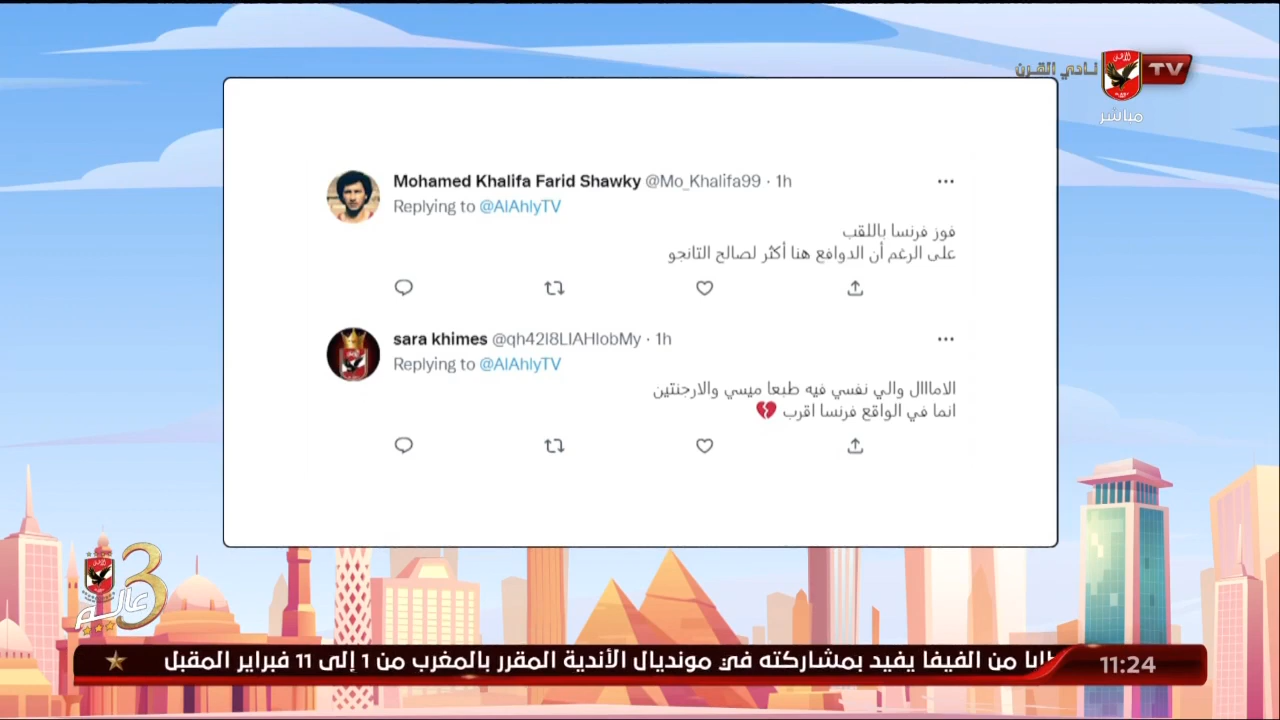 نادي القرن
TV
مباشر
Mohamed Khalifa Farid Shawky @Mo_Khalifa99 · 1h
Replying to @AlAhlyTV
فوز فرنسا باللقب
على الرغم أن الدوافع هنا أكثر لصالح التانجو
sara khimes @qh42l8LIAHlobMy · 1h
Replying to @AlAhlyTV
الامااال والي نفسي فيه طبعا ميسي والارجنتين
انما في الواقع فرنسا اقرب 💔
3 عالم
من الفيفا يفيد بمشاركته في مونديال الأندية المقرر بالمغرب من 1 إلى 11 فبراير المقبل
11:24